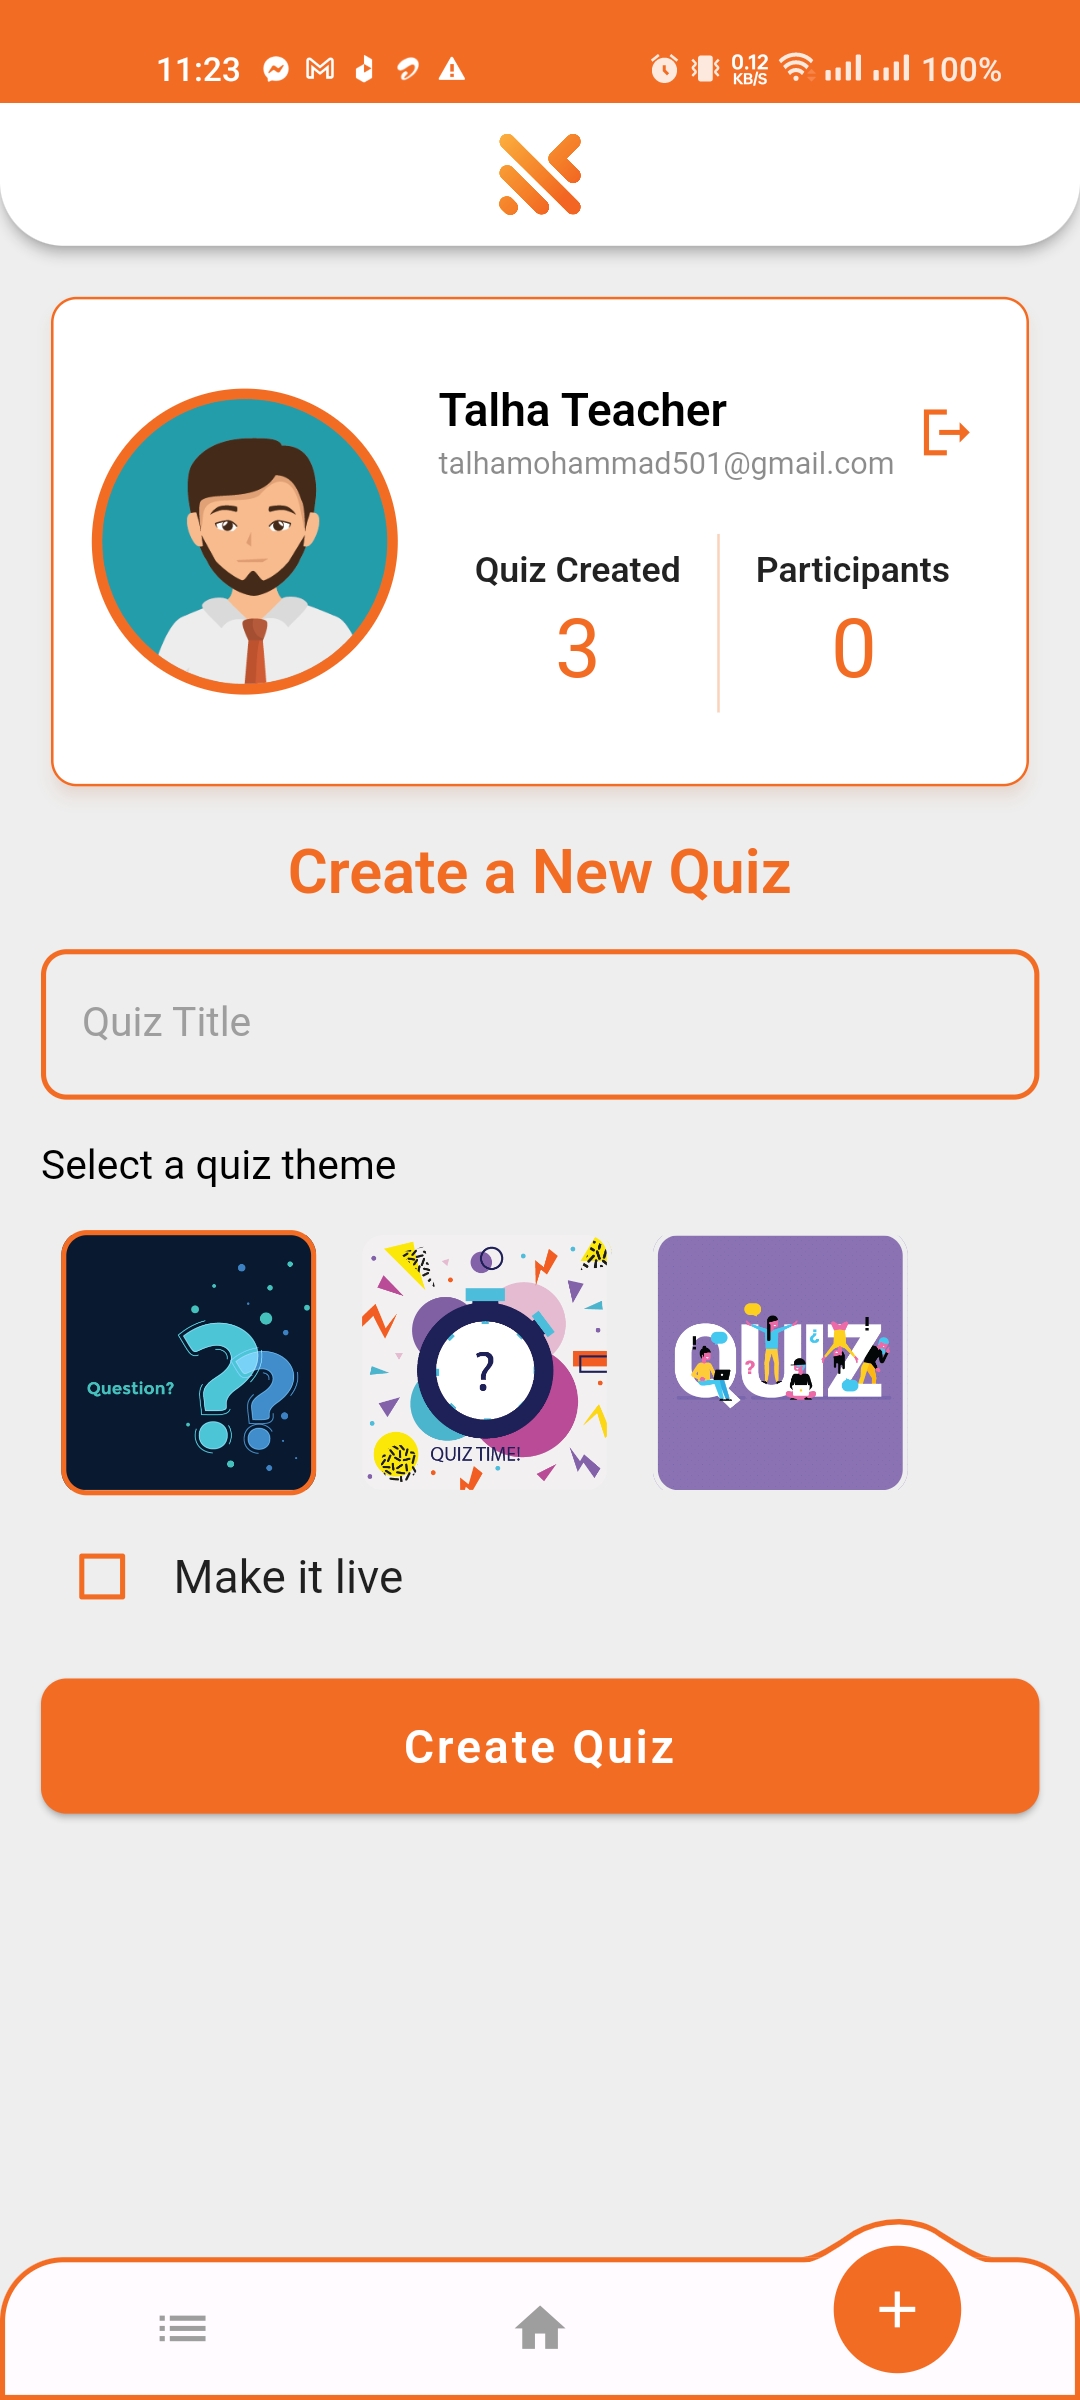 11:23
0.12
KB/S
100%
Talha Teacher
talhamohammad501@gmail.com
Quiz Created
Participants
3
0
Create a New Quiz
Quiz Title
Select a quiz theme
Question?
??
?
QUIZ TIME!
QUIZ
Make it live
Create Quiz